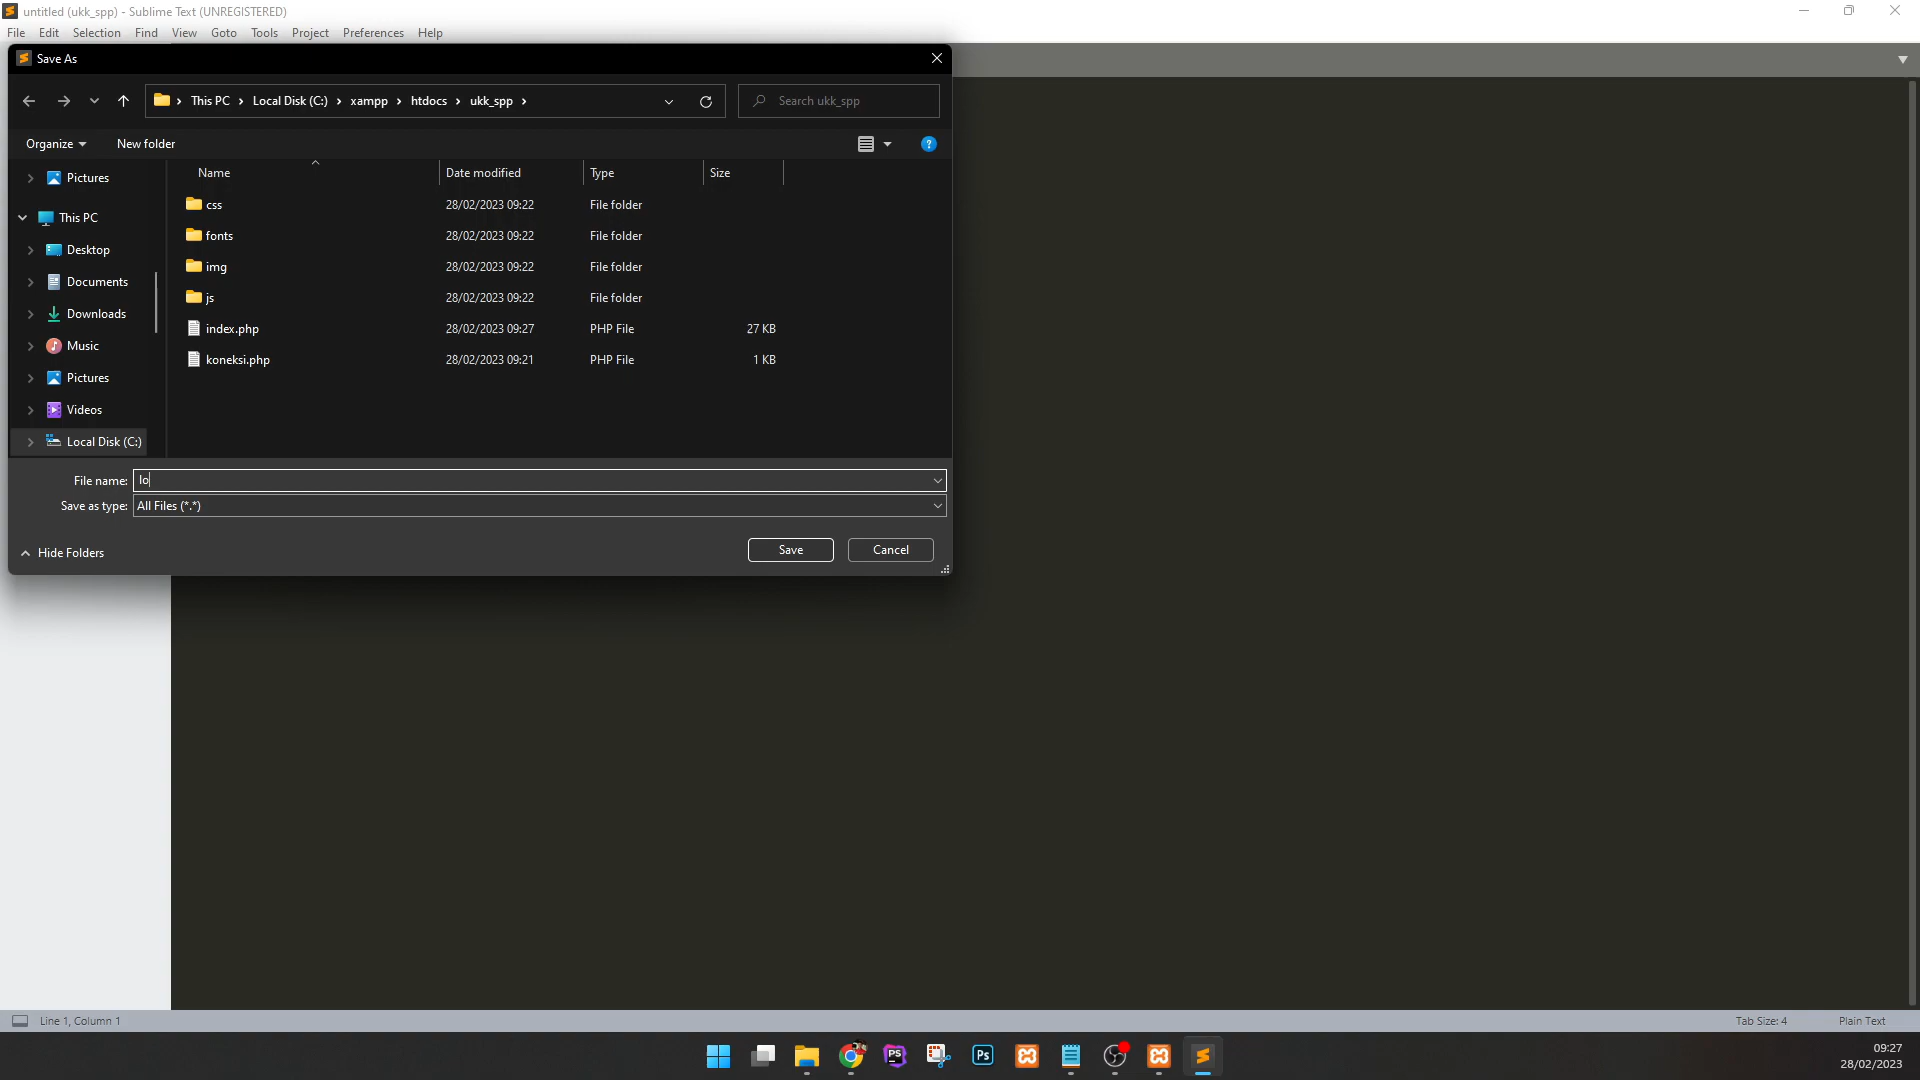 untitled (ukk_spp) - Sublime Text (UNREGISTERED)
File Edit Selection Find View Goto Tools Project Preferences Help
Save As
This PC Local Disk (C:) xampp htdocs ukk_spp
Search ukk_spp
Organize New folder
Name Date modified Type Size
Pictures
This PC
Desktop
Documents
Downloads
Music
Pictures
Videos
Local Disk (C:)
css 28/02/2023 09:22 File folder
fonts 28/02/2023 09:22 File folder
img 28/02/2023 09:22 File folder
js 28/02/2023 09:22 File folder
index.php 28/02/2023 09:27 PHP File 27 KB
koneksi.php 28/02/2023 09:21 PHP File 1 KB
File name: lo
Save as type: All Files (*.*)
Hide Folders
Save Cancel
Line 1, Column 1
Tab Size: 4 Plain Text
PS
Ps
09:27
28/02/2023